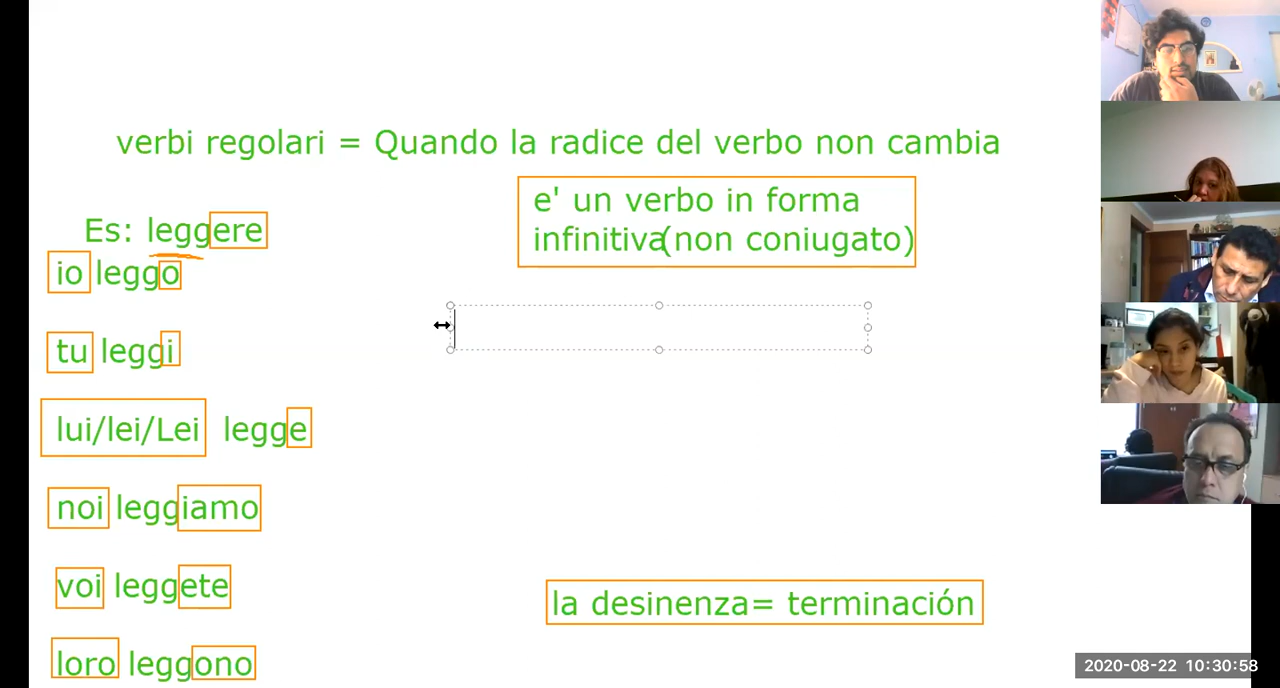 verbi regolari = Quando la radice del verbo non cambia
e' un verbo in forma
infinitiva(non coniugato)
Es: leggere
io leggo
tu leggi
lui/lei/Lei legge
noi leggiamo
voi leggete
la desinenza= terminación
loro leggono
2020-08-22 10:30:58